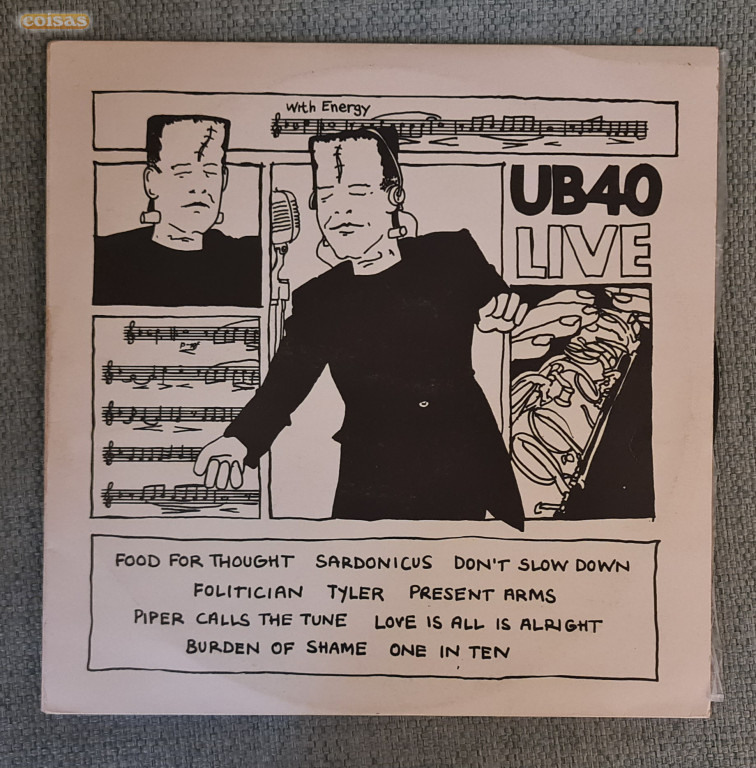 coisas
With Energy
UB40
LIVE
FOOD FOR THOUGHT SARDONICUS DON'T SLOW DOWN
FOLITICIAN TYLER PRESENT ARMS
PIPER CALLS THE TUNE LOVE IS ALL IS ALRIGHT
BURDEN OF SHAME ONE IN TEN